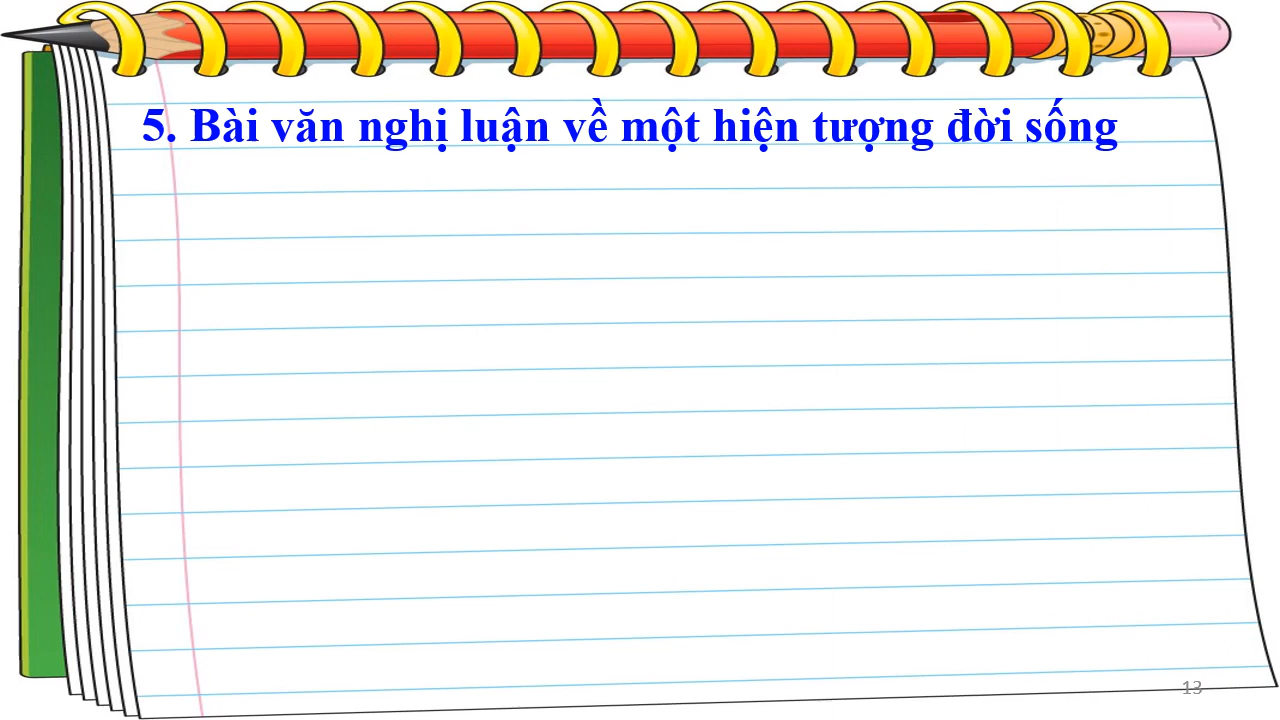 5. Bài văn nghị luận về một hiện tượng đời sống
13